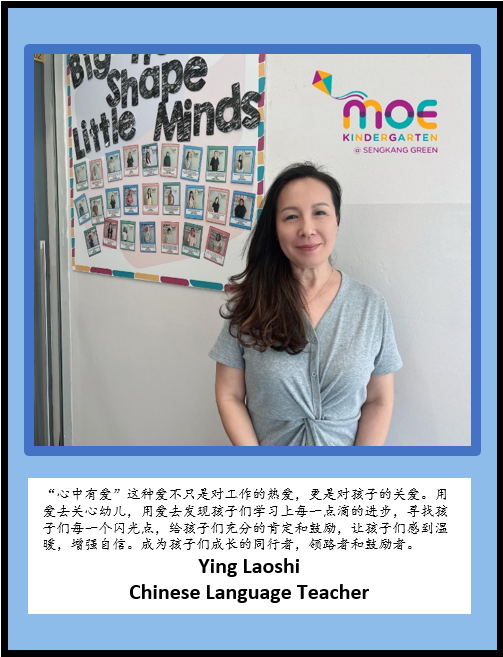 Shape
Little Minds
moe
KINDERGARTEN
@ SENGKANG GREEN
“心中有爱”这种爱不只是对工作的热爱，更是对孩子的关爱。用
爱去关心幼儿，用爱去发现孩子们学习上每一点滴的进步，寻找孩
子们每一个闪光点，给孩子们充分的肯定和鼓励，让孩子们感到温
暖，增强自信。成为孩子们成长的同行者，领路者和鼓励者。
Ying Laoshi
Chinese Language Teacher